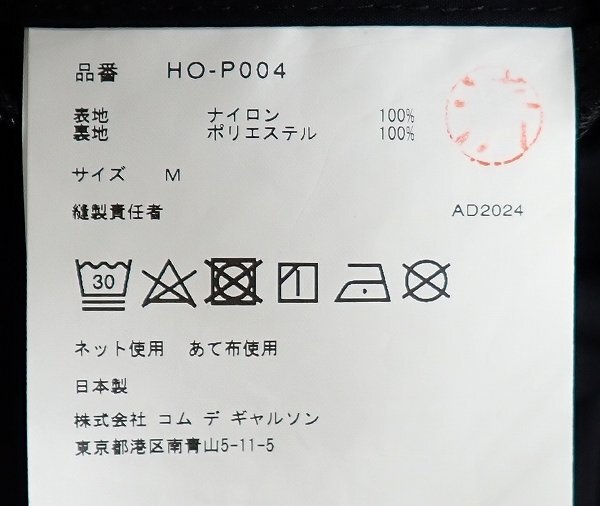 品番 HO-P004
表地 ナイロン 100%
裏地 ポリエステル 100%
サイズ M
縫製責任者 AD2024
30
ネット使用 あて布使用
日本製
株式会社 コム デ ギャルソン
東京都港区南青山5-11-5